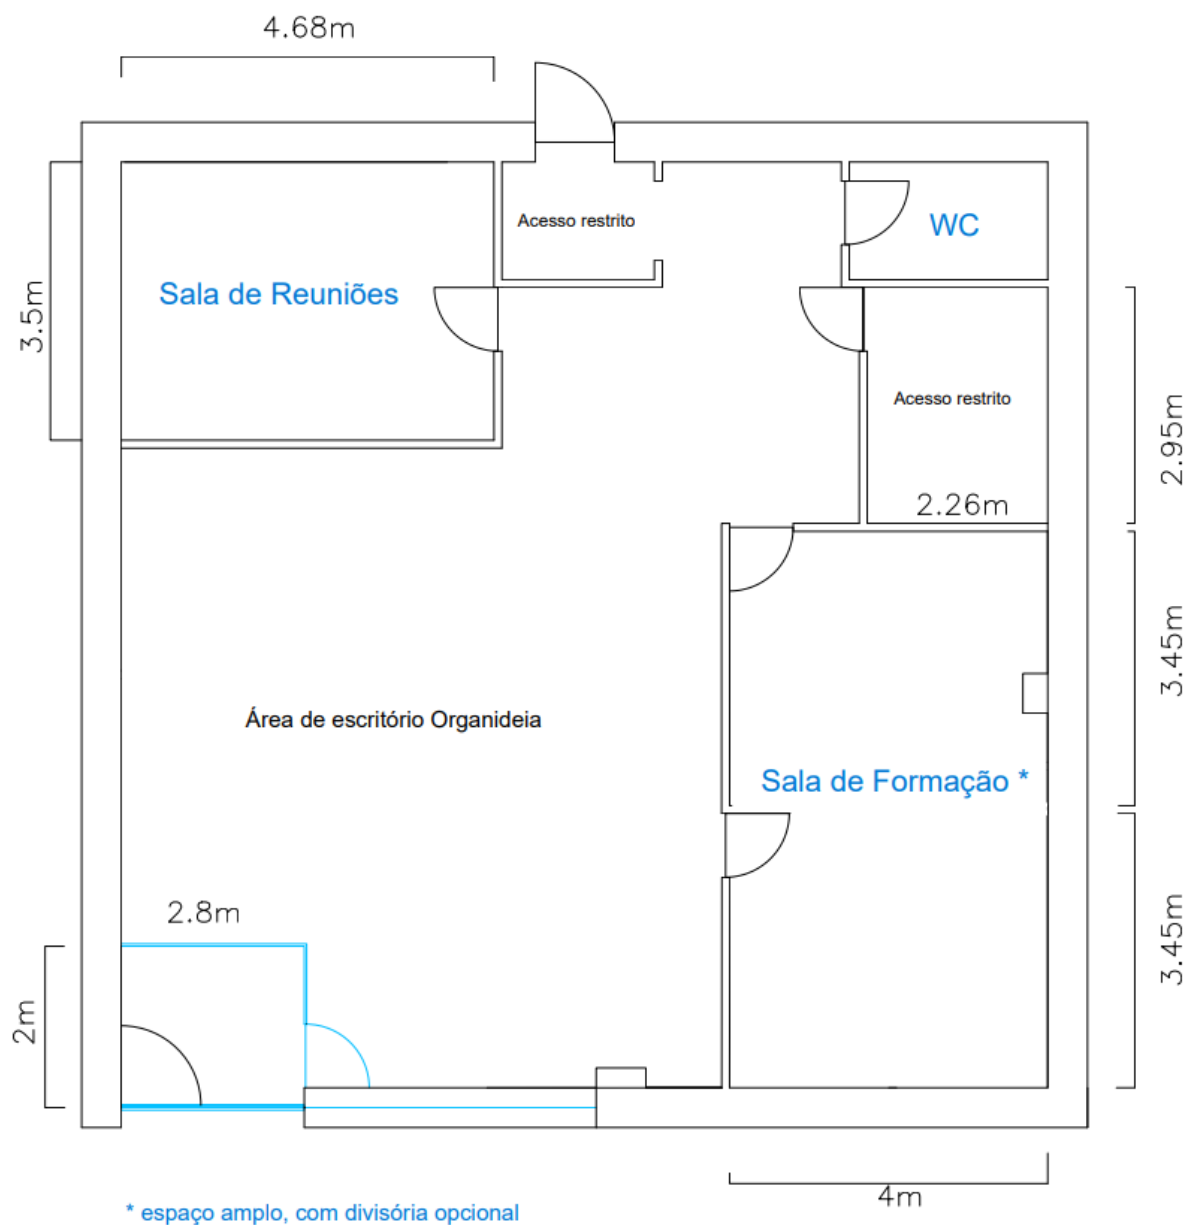 4.68m
Acesso restrito
WC
Sala de Reuniões
3.5m
Acesso restrito
2.95m
2.26m
3.45m
Área de escritório Organideia
Sala de Formação *
2.8m
3.45m
2m
4m
* espaço amplo, com divisória opcional